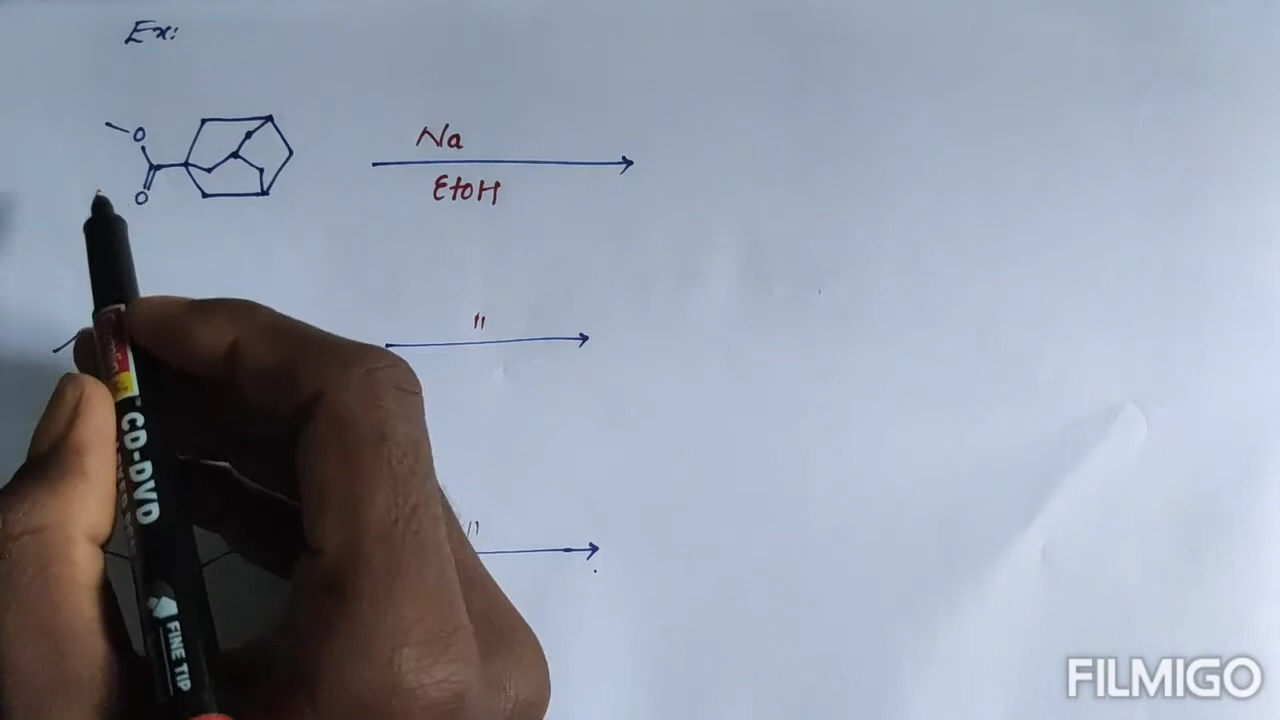 Ex:
O
O
Na
EtOH
"
"
CD-DVD
FINE TIP
FILMIGO